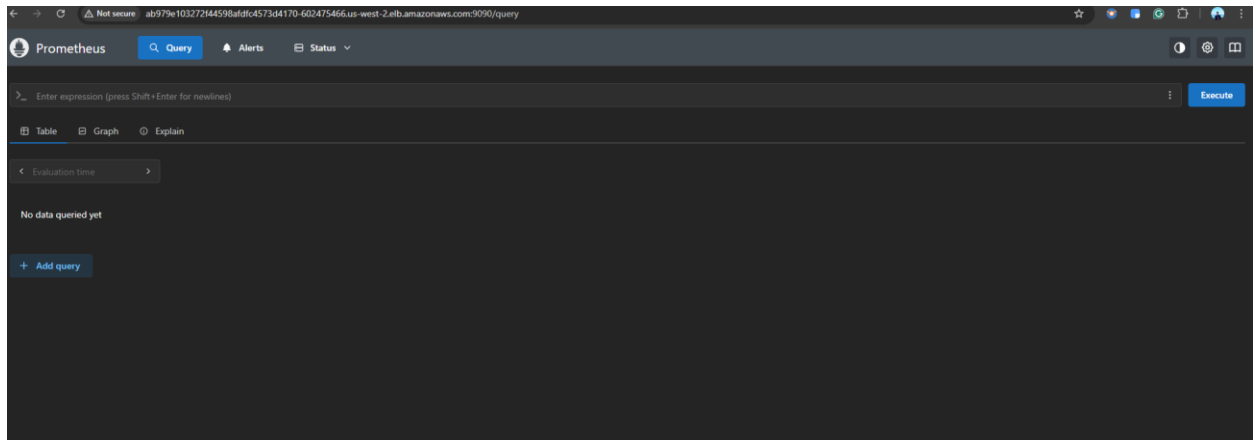 Not secure ab979e103272f44598afdfc4573d4170-602475466.us-west-2.elb.amazonaws.com:9090/query
Prometheus Query Alerts Status
>_ Enter expression (press Shift+Enter for newlines) Execute
Table Graph Explain
< Evaluation time >
No data queried yet
+ Add query